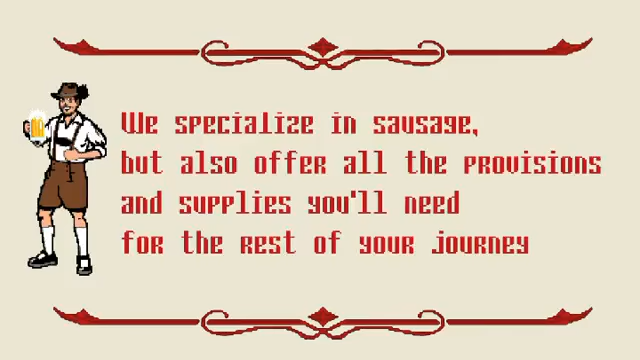 We specialize in sausage,
but also offer all the provisions
and supplies you'll need
for the rest of your journey